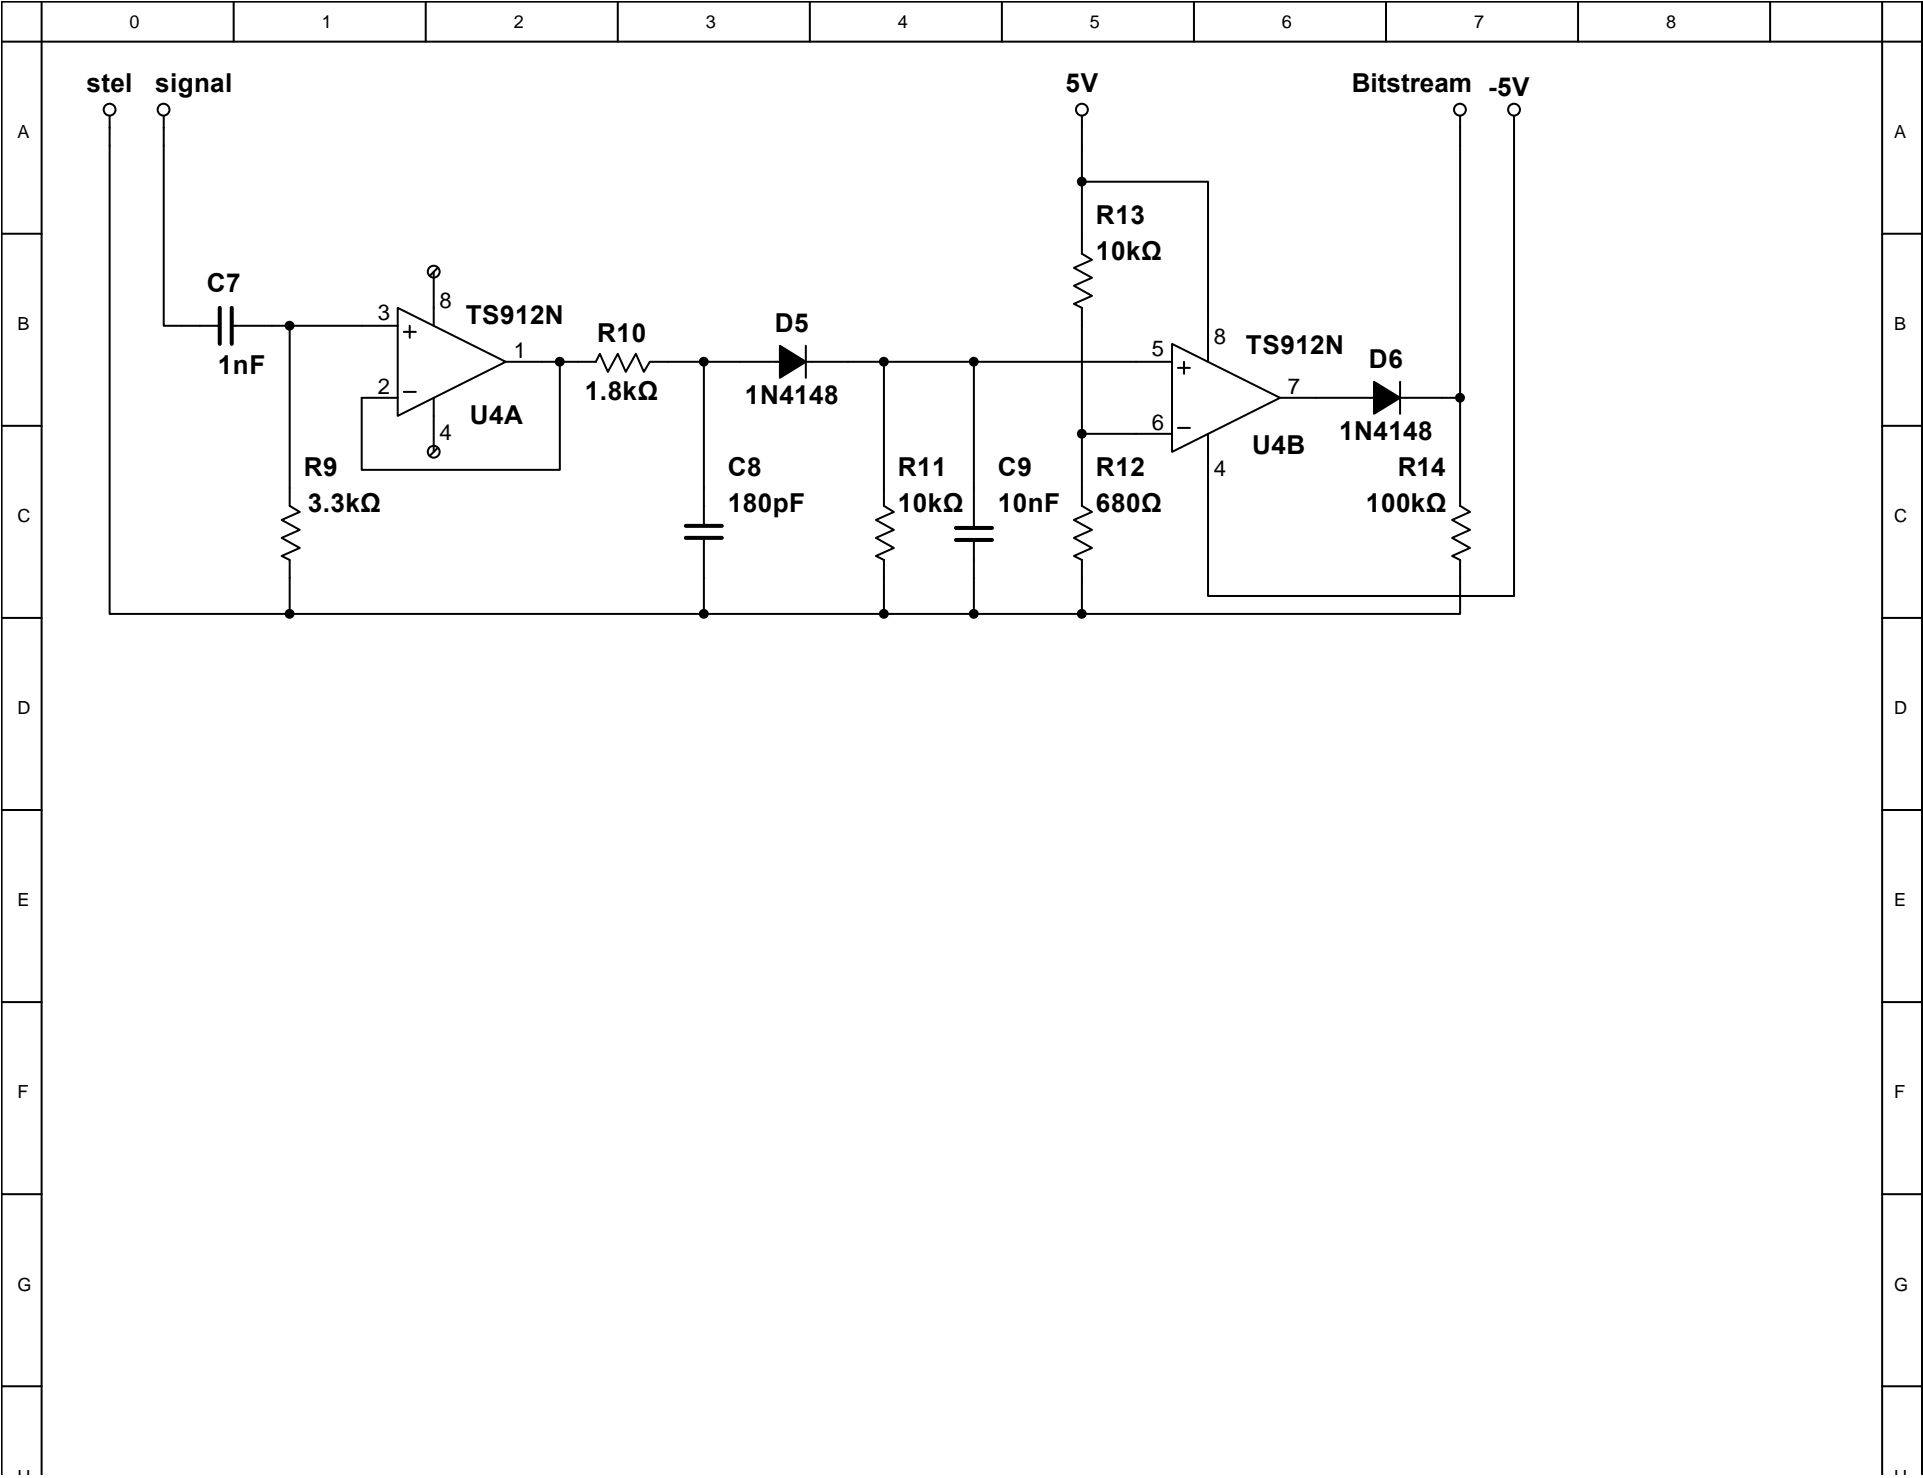 0 1 2 3 4 5 6 7 8
stel signal 5V Bitstream -5V
A A
R13
10kΩ
C7
8 TS912N
B B
3 R10 D5 8 TS912N
1nF 1 5 D6
2 1.8kΩ 1N4148 7
U4A 6 1N4148
4 U4B
R9 C8 R11 C9 R12 4 R14
3.3kΩ 180pF 10kΩ 10nF 680Ω 100kΩ
C C
D D
E E
F F
G G